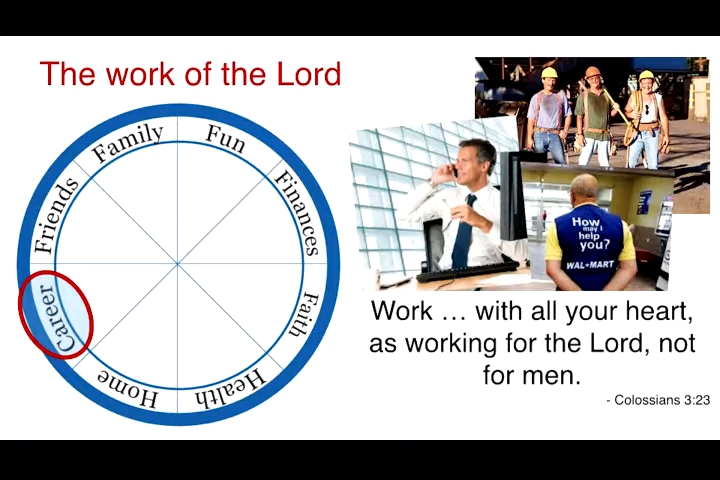 The work of the Lord
Family
Fun
Finances
Faith
Health
Home
Career
Friends
How
may I
help
you?
WAL★MART
Work … with all your heart,
as working for the Lord, not
for men.
- Colossians 3:23